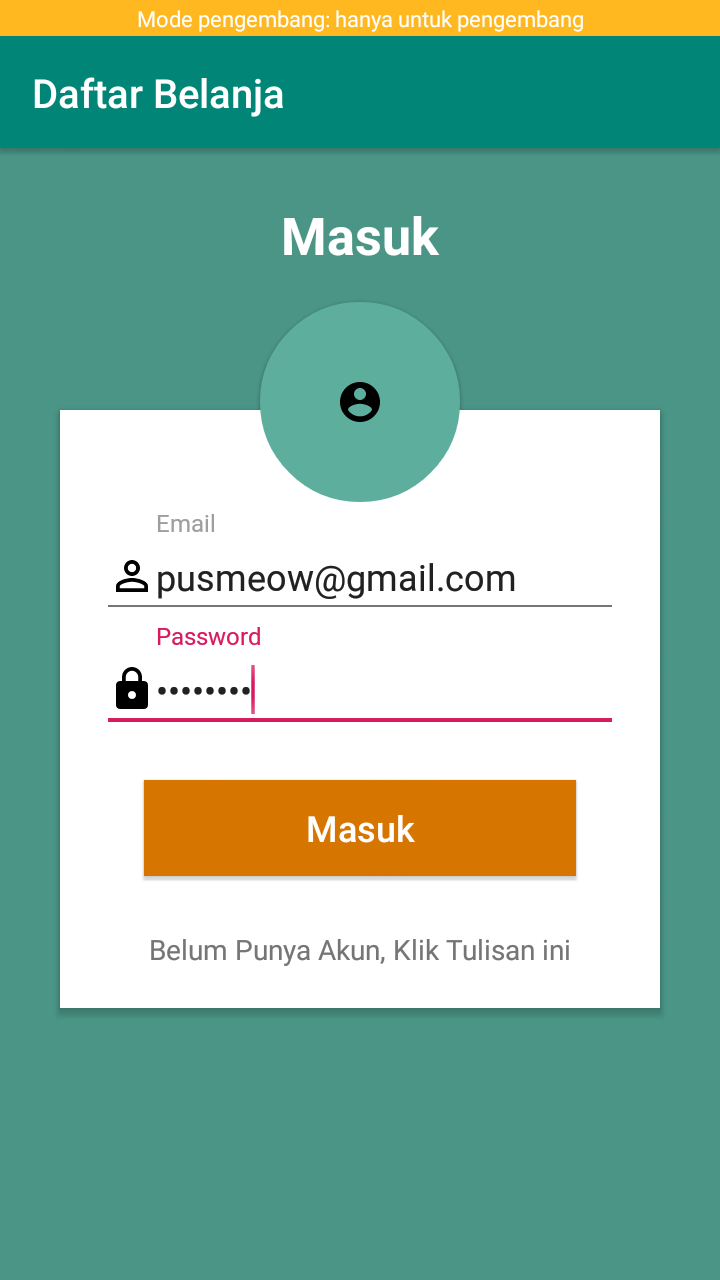 Mode pengembang: hanya untuk pengembang
Daftar Belanja
Masuk
Email
pusmeow@gmail.com
Password
••••••••
Masuk
Belum Punya Akun, Klik Tulisan ini